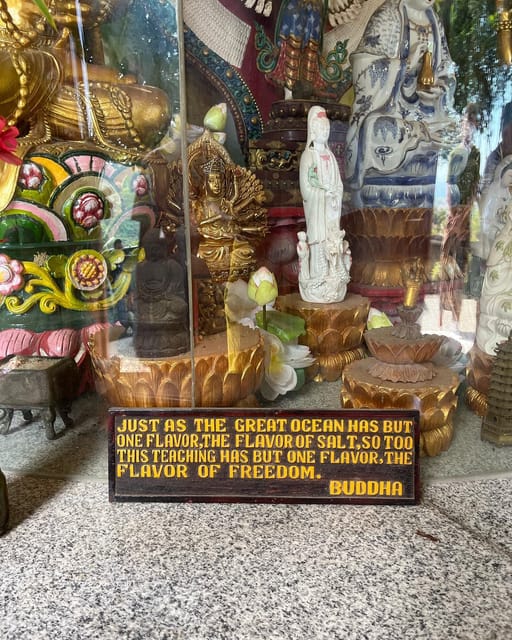 JUST AS THE GREAT OCEAN HAS BUT
ONE FLAVOR,THE FLAVOR OF SALT,SO TOO
THIS TEACHING HAS BUT ONE FLAVOR,THE
FLAVOR OF FREEDOM.
BUDDHA